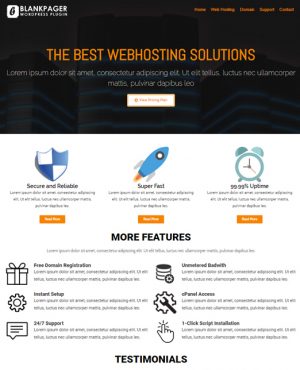 BLANKPAGER
WORDPRESS PLUGIN
Home Web Hosting Domain Support Contact
THE BEST WEBHOSTING SOLUTIONS
Lorem ipsum dolor sit amet, consectetur adipiscing elit. Ut elit tellus, luctus nec ullamcorper mattis,
pulvinar dapibus leo
View Pricing Plan
Secure and Reliable
Lorem ipsum dolor sit amet, consectetur adipiscing
elit. Ut elit tellus, luctus nec ullamcorper mattis,
pulvinar dapibus leo.
Read More
Super Fast
Lorem ipsum dolor sit amet, consectetur adipiscing
elit. Ut elit tellus, luctus nec ullamcorper mattis,
pulvinar dapibus leo.
Read More
99.99% Uptime
Lorem ipsum dolor sit amet, consectetur adipiscing
elit. Ut elit tellus, luctus nec ullamcorper mattis,
pulvinar dapibus leo.
Read More
MORE FEATURES
Lorem ipsum dolor sit amet, consectetur adipiscing elit. Ut elit tellus, luctus nec ullamcorper mattis, pulvinar dapibus leo.
Free Domain Registration
Lorem ipsum dolor sit amet, consectetur adipiscing elit. Ut elit
tellus, luctus nec ullamcorper mattis, pulvinar dapibus leo.
Unmetered Badwith
Lorem ipsum dolor sit amet, consectetur adipiscing elit. Ut elit
tellus, luctus nec ullamcorper mattis, pulvinar dapibus leo.
Instant Setup
Lorem ipsum dolor sit amet, consectetur adipiscing elit. Ut elit
tellus, luctus nec ullamcorper mattis, pulvinar dapibus leo.
cPanel Access
Lorem ipsum dolor sit amet, consectetur adipiscing elit. Ut elit
tellus, luctus nec ullamcorper mattis, pulvinar dapibus leo.
24/7 Support
Lorem ipsum dolor sit amet, consectetur adipiscing elit. Ut elit
tellus, luctus nec ullamcorper mattis, pulvinar dapibus leo.
1-Click Script Installation
Lorem ipsum dolor sit amet, consectetur adipiscing elit. Ut elit
tellus, luctus nec ullamcorper mattis, pulvinar dapibus leo.
TESTIMONIALS